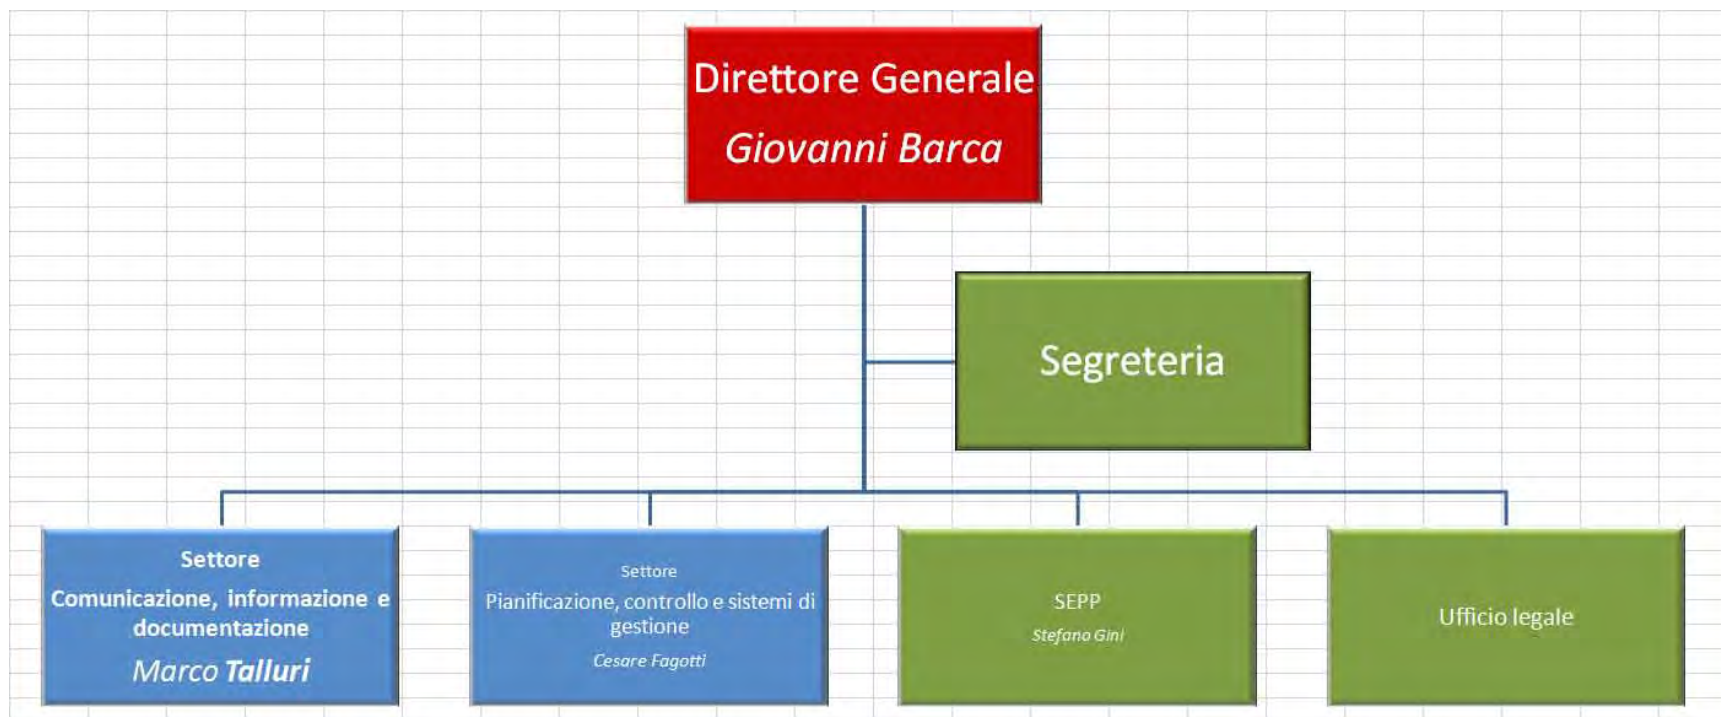 Direttore Generale
Giovanni Barca
Segreteria
Settore
Comunicazione, informazione e
documentazione
Marco Talluri
Settore
Pianificazione, controllo e sistemi di
gestione
Cesare Fagotti
SEPP
Stefano Gini
Ufficio legale